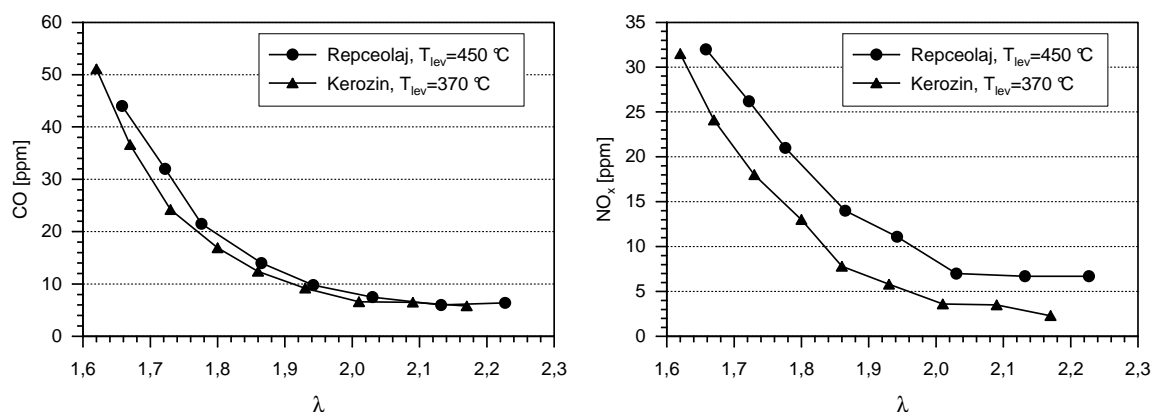 60
50
40
30
20
10
0
CO [ppm]
Repceolaj, T_lev=450 °C
Kerozin, T_lev=370 °C
1,6 1,7 1,8 1,9 2,0 2,1 2,2 2,3
λ
35
30
25
20
15
10
5
0
NO_x [ppm]
Repceolaj, T_lev=450 °C
Kerozin, T_lev=370 °C
1,6 1,7 1,8 1,9 2,0 2,1 2,2 2,3
λ